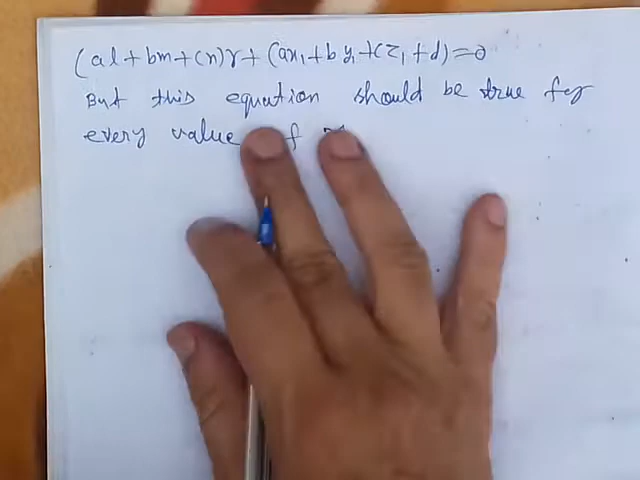 (al + bm + cn)r + (ax₁ + by₁ + cz₁ + d) = 0
But this equation should be true for
every value of